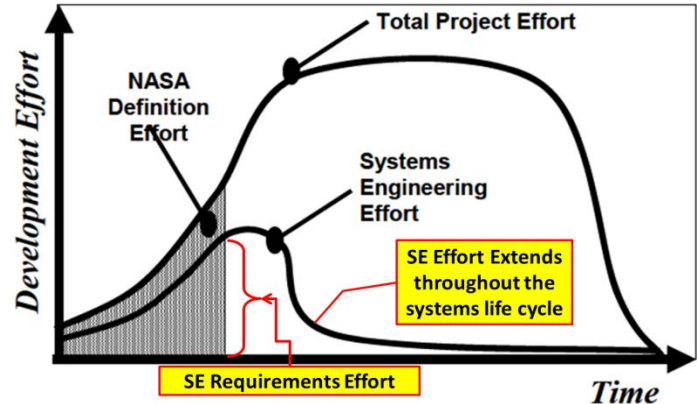 Total Project Effort
NASA
Definition
Effort
Systems
Engineering
Effort
SE Effort Extends
throughout the
systems life cycle
SE Requirements Effort
Development Effort
Time